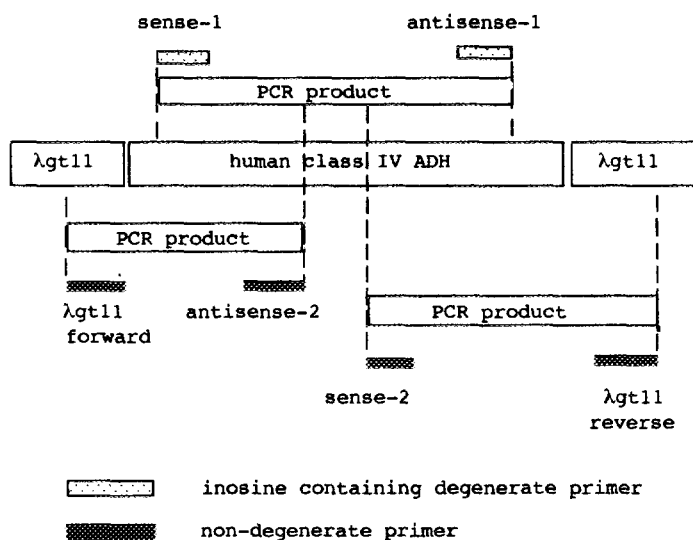 sense-1
antisense-1
PCR product
λgt11
human class IV ADH
λgt11
PCR product
λgt11
forward
antisense-2
PCR product
sense-2
λgt11
reverse
inosine containing degenerate primer
non-degenerate primer